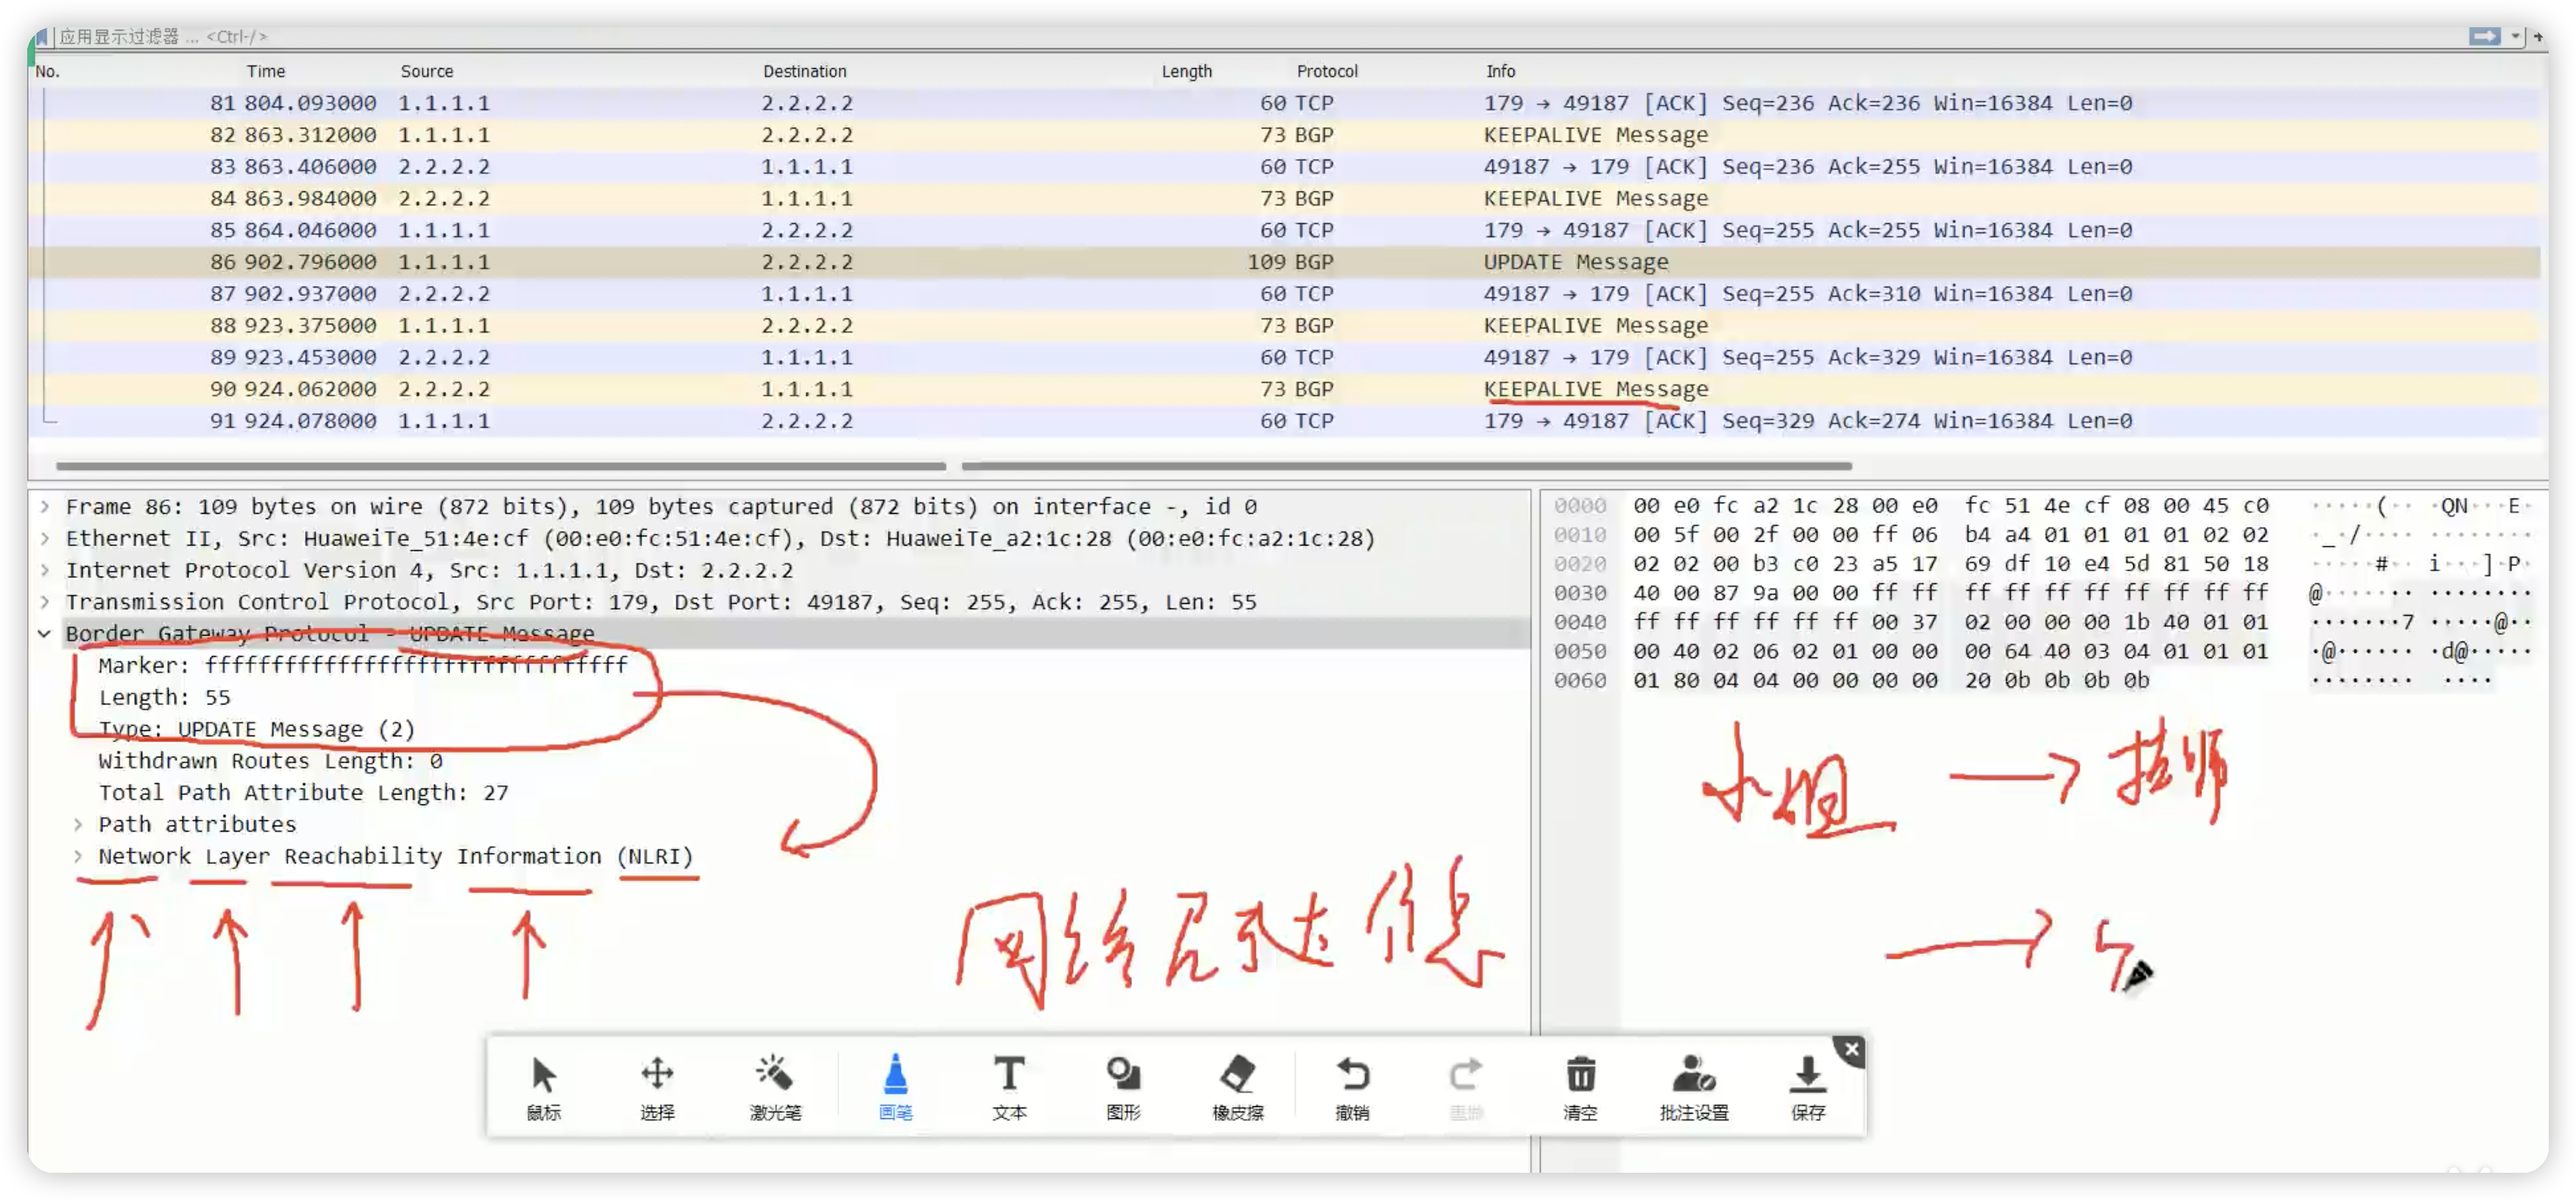 应用显示过滤器 ... <Ctrl-/>
No. Time Source Destination Length Protocol Info
81 804.093000 1.1.1.1 2.2.2.2 60 TCP 179 → 49187 [ACK] Seq=236 Ack=236 Win=16384 Len=0
82 863.312000 1.1.1.1 2.2.2.2 73 BGP KEEPALIVE Message
83 863.406000 2.2.2.2 1.1.1.1 60 TCP 49187 → 179 [ACK] Seq=236 Ack=255 Win=16384 Len=0
84 863.984000 2.2.2.2 1.1.1.1 73 BGP KEEPALIVE Message
85 864.046000 1.1.1.1 2.2.2.2 60 TCP 179 → 49187 [ACK] Seq=255 Ack=255 Win=16384 Len=0
86 902.796000 1.1.1.1 2.2.2.2 109 BGP UPDATE Message
87 902.937000 2.2.2.2 1.1.1.1 60 TCP 49187 → 179 [ACK] Seq=255 Ack=310 Win=16384 Len=0
88 923.375000 1.1.1.1 2.2.2.2 73 BGP KEEPALIVE Message
89 923.453000 2.2.2.2 1.1.1.1 60 TCP 49187 → 179 [ACK] Seq=255 Ack=329 Win=16384 Len=0
90 924.062000 2.2.2.2 1.1.1.1 73 BGP KEEPALIVE Message
91 924.078000 1.1.1.1 2.2.2.2 60 TCP 179 → 49187 [ACK] Seq=329 Ack=274 Win=16384 Len=0
Frame 86: 109 bytes on wire (872 bits), 109 bytes captured (872 bits) on interface -, id 0
Ethernet II, Src: HuaweiTe_51:4e:cf (00:e0:fc:51:4e:cf), Dst: HuaweiTe_a2:1c:28 (00:e0:fc:a2:1c:28)
Internet Protocol Version 4, Src: 1.1.1.1, Dst: 2.2.2.2
Transmission Control Protocol, Src Port: 179, Dst Port: 49187, Seq: 255, Ack: 255, Len: 55
Border Gateway Protocol - UPDATE Message
Marker: ffffffffffffffffffffffffffffffff
Length: 55
Type: UPDATE Message (2)
Withdrawn Routes Length: 0
Total Path Attribute Length: 27
Path attributes
Network Layer Reachability Information (NLRI)
网络层可达信息
0000 00 e0 fc a2 1c 28 00 e0 fc 51 4e cf 08 00 45 c0 ·····(·· ·QN···E·
0010 00 5f 00 2f 00 00 ff 06 b4 a4 01 01 01 01 02 02 ·_·/···· ········
0020 02 02 00 b3 c0 23 a5 17 69 df 10 e4 5d 81 50 18 ·····#·· i···]·P·
0030 40 00 87 9a 00 00 ff ff ff ff ff ff ff ff ff ff @······· ········
0040 ff ff ff ff ff ff 00 37 02 00 00 00 1b 40 01 01 ·······7 ·····@··
0050 00 40 02 06 02 01 00 00 00 64 40 03 04 01 01 01 ·@······ ·d@·····
0060 01 80 04 04 00 00 00 00 20 0b 0b 0b 0b ········ ····
小姐 → 技师
鼠标 选择 激光笔 画笔 文本 图形 橡皮擦 撤销 重做 清空 批注设置 保存